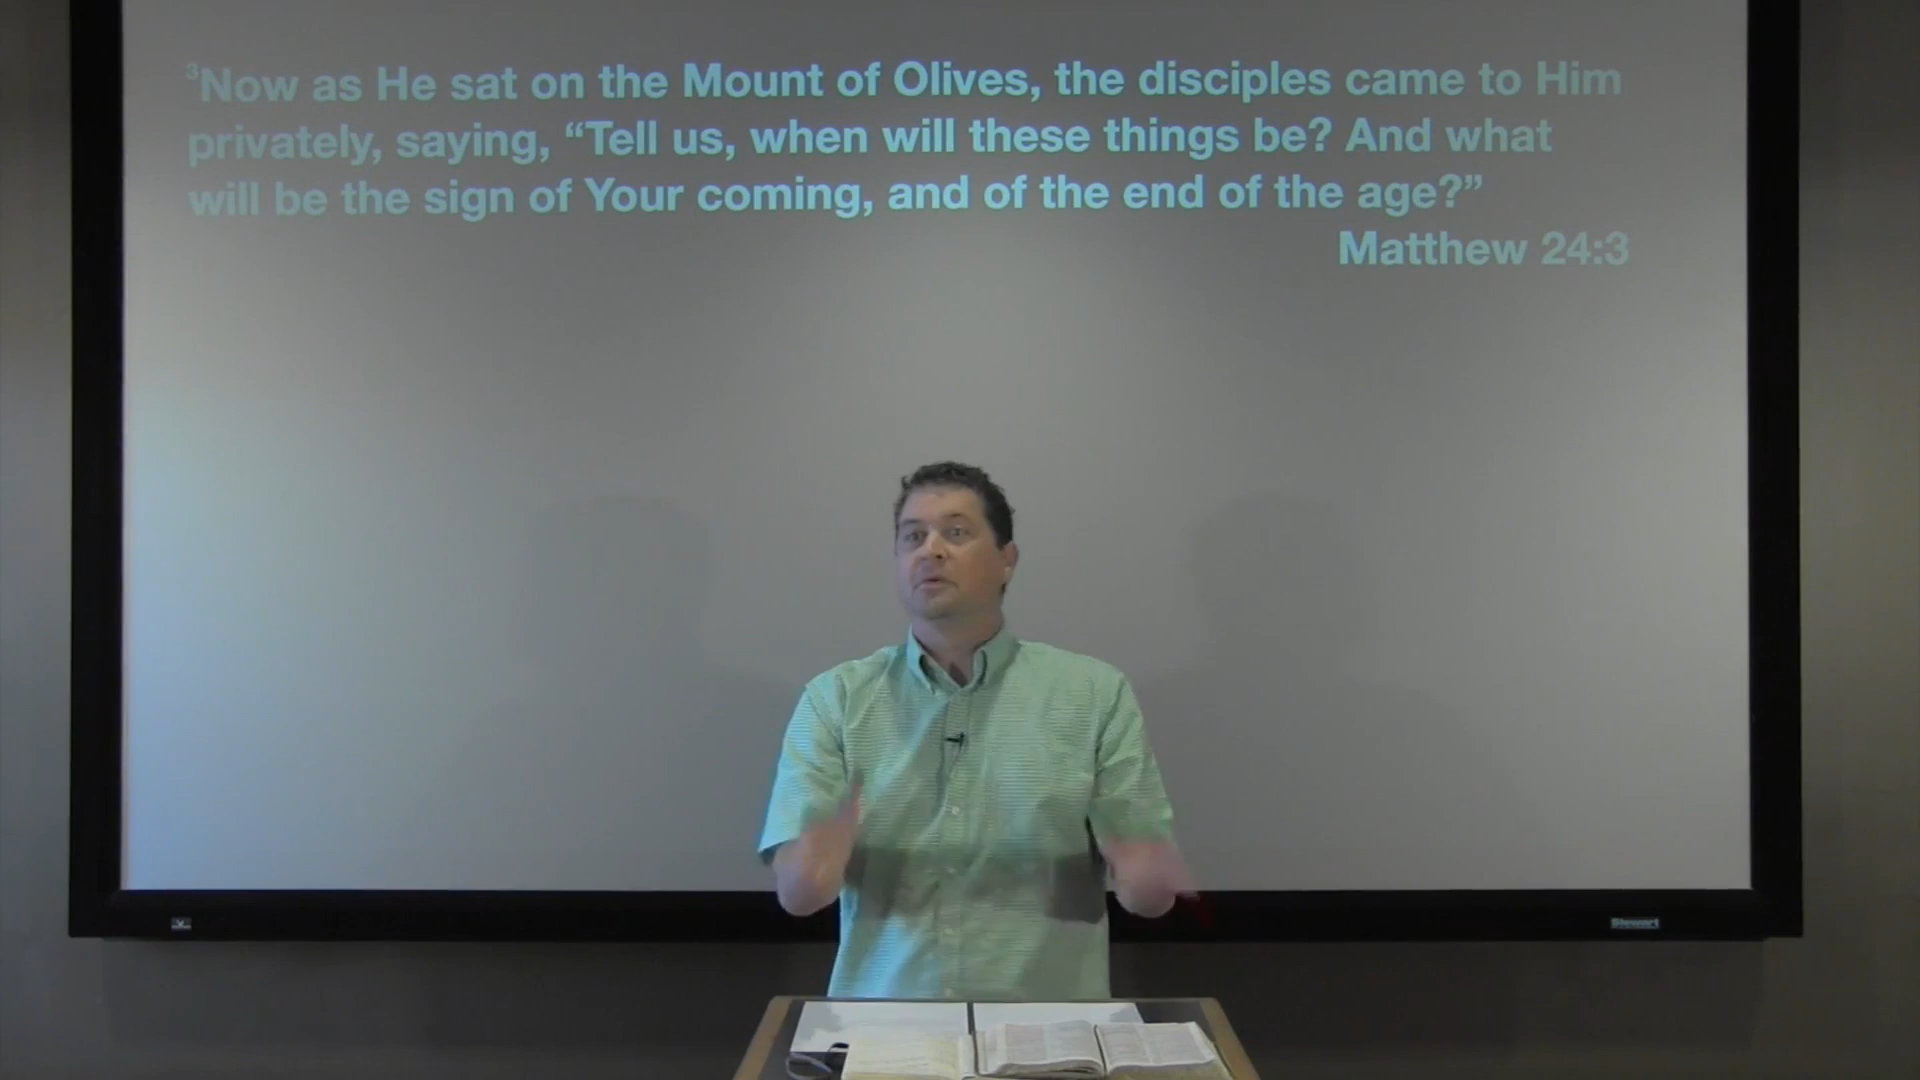 ³Now as He sat on the Mount of Olives, the disciples came to Him
privately, saying, “Tell us, when will these things be? And what
will be the sign of Your coming, and of the end of the age?”
Matthew 24:3
Stewart